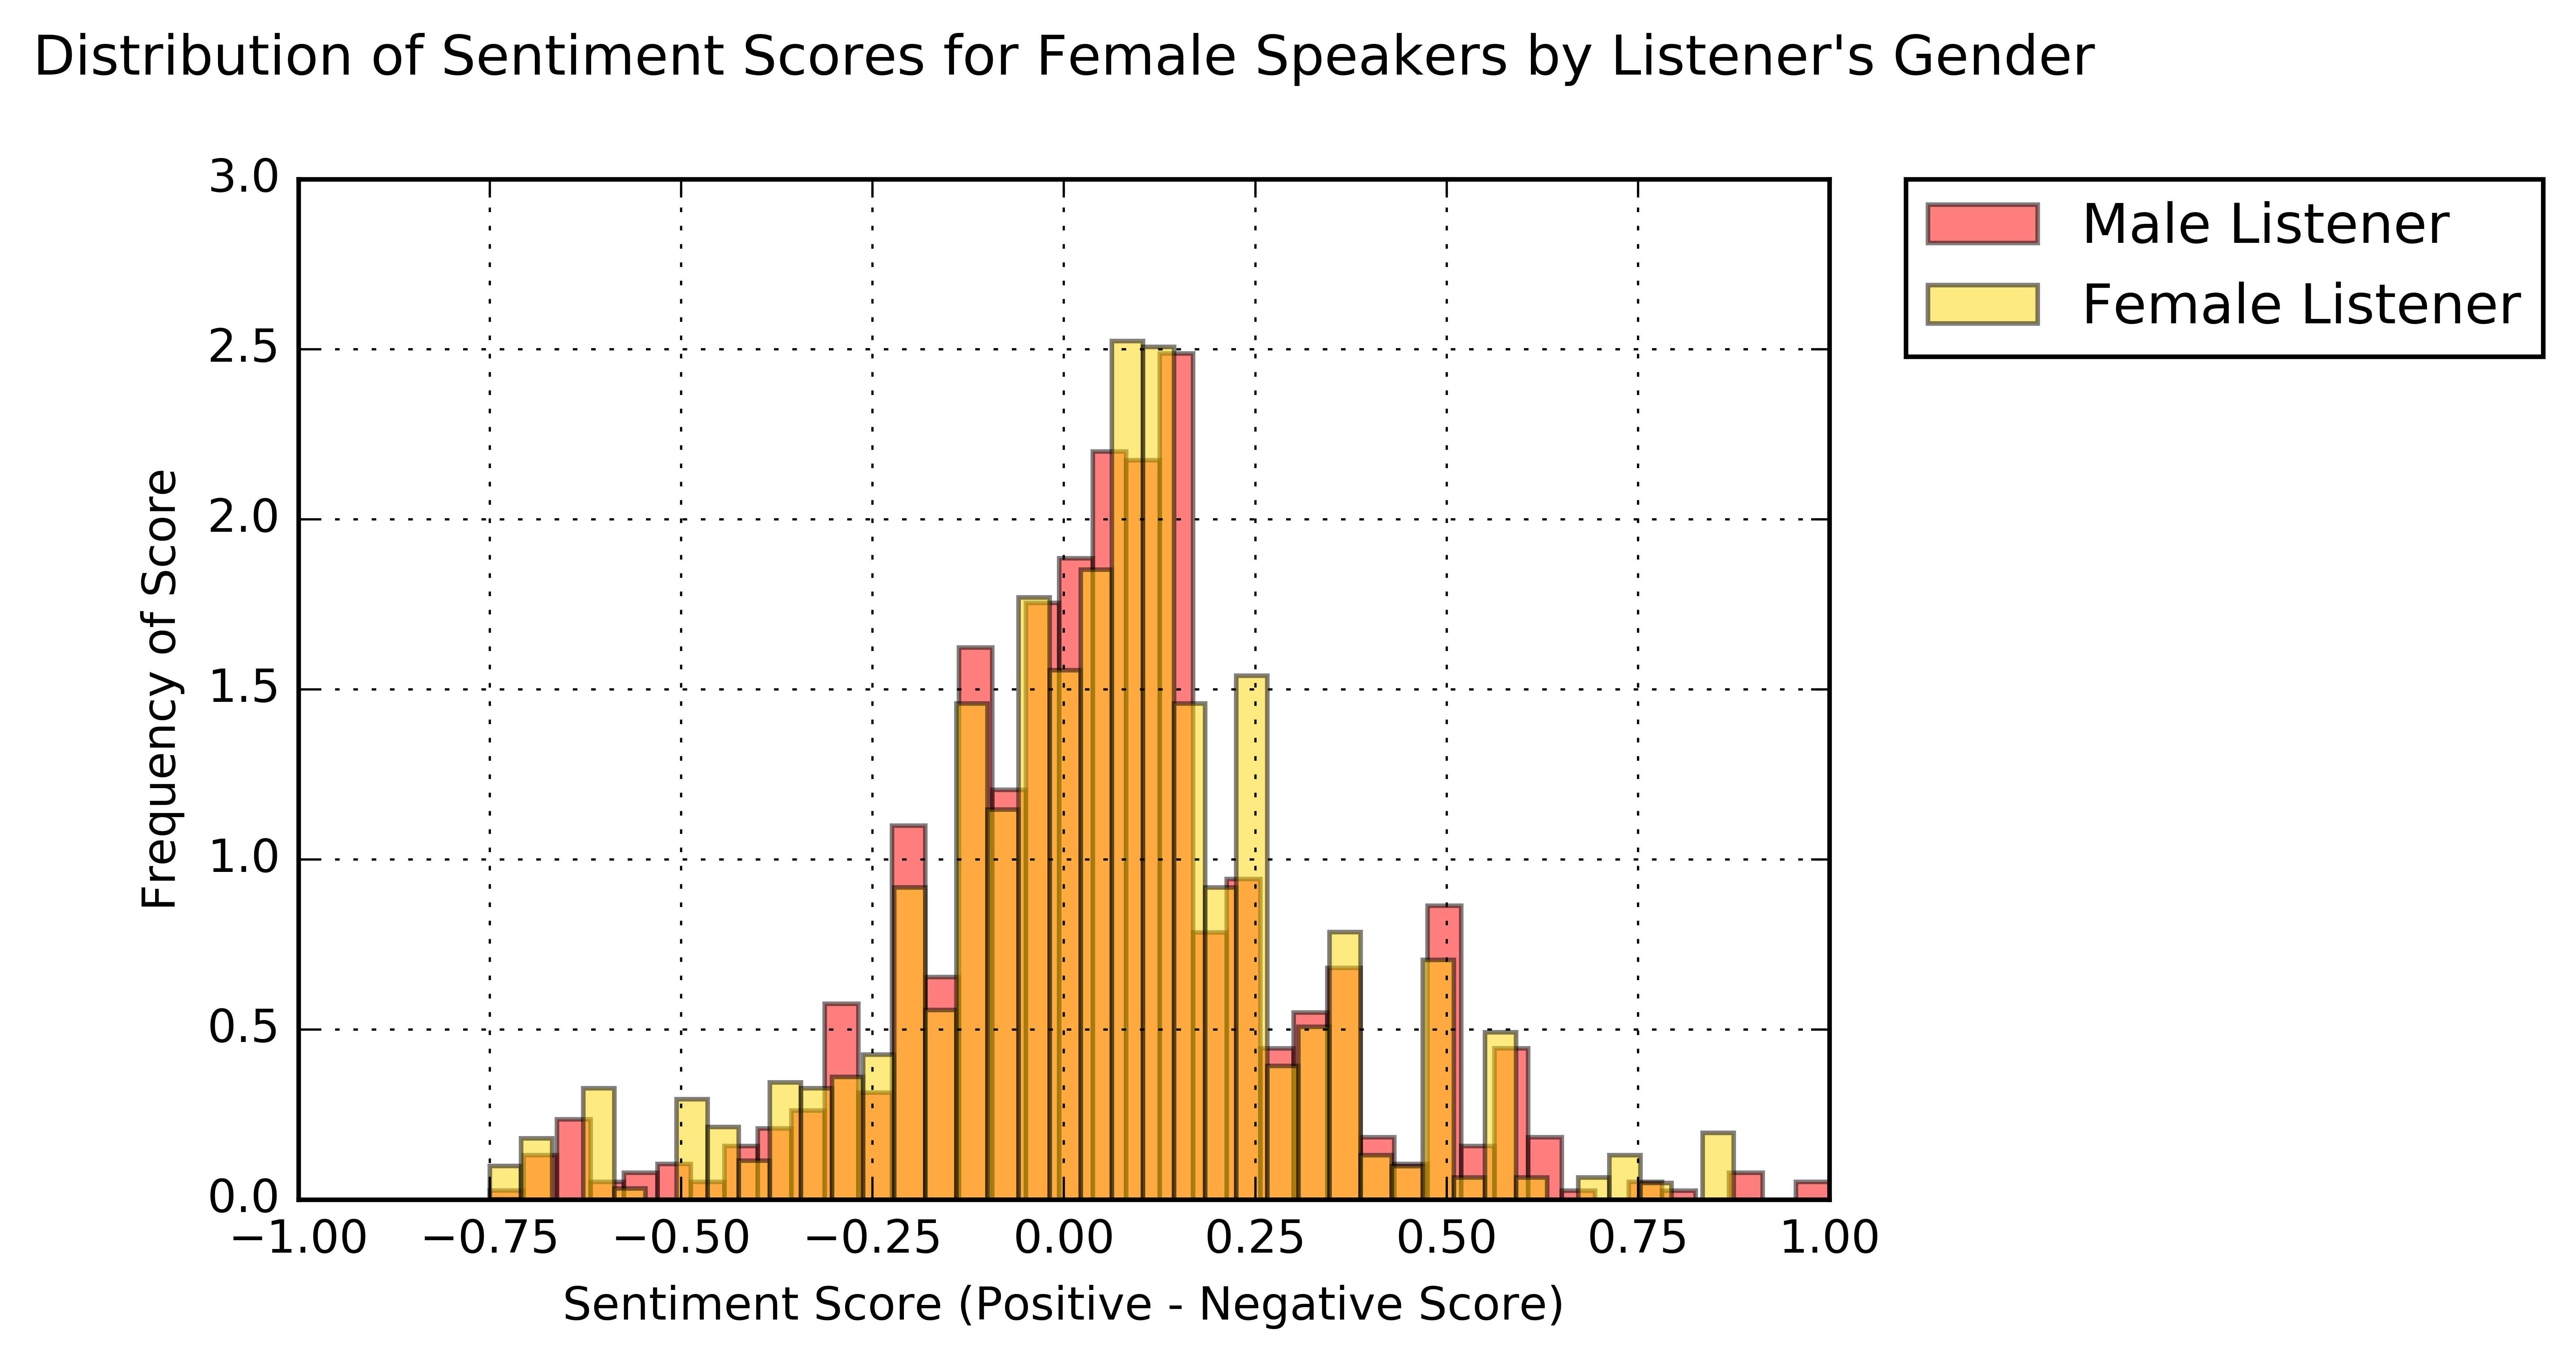 Distribution of Sentiment Scores for Female Speakers by Listener's Gender
Male Listener
Female Listener
3.0
2.5
2.0
1.5
1.0
0.5
0.0
Frequency of Score
−1.00 −0.75 −0.50 −0.25 0.00 0.25 0.50 0.75 1.00
Sentiment Score (Positive - Negative Score)